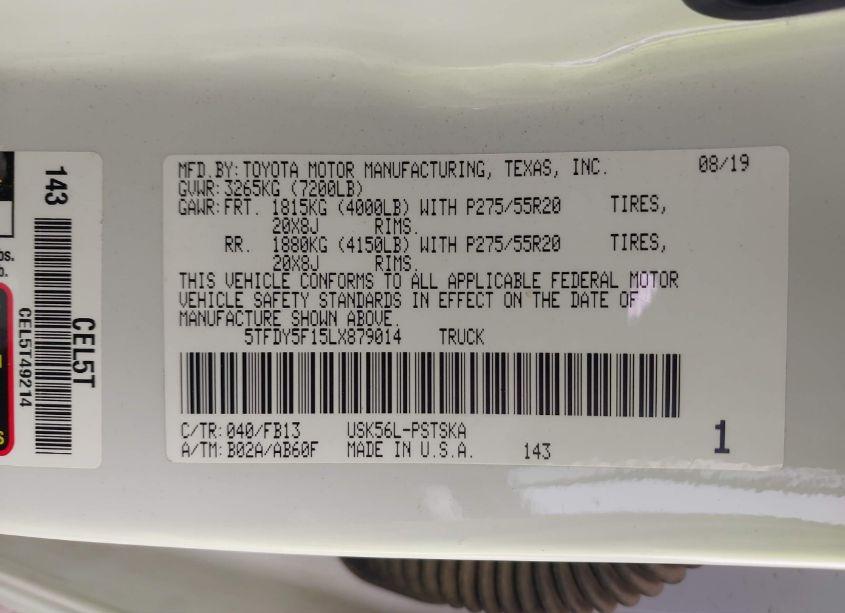 MFD.BY:TOYOTA MOTOR MANUFACTURING, TEXAS, INC. 08/19
GVWR:3265KG (7200LB)
GAWR:FRT. 1815KG (4000LB) WITH P275/55R20 TIRES,
20X8J RIMS.
RR. 1880KG (4150LB) WITH P275/55R20 TIRES,
20X8J RIMS.
THIS VEHICLE CONFORMS TO ALL APPLICABLE FEDERAL MOTOR
VEHICLE SAFETY STANDARDS IN EFFECT ON THE DATE OF
MANUFACTURE SHOWN ABOVE.
5TFDY5F15LX879014 TRUCK
C/TR:040/FB13 USK56L-PSTSKA
A/TM:B02A/AB60F MADE IN U.S.A. 143 1
143
CEL5T
CEL5T49214